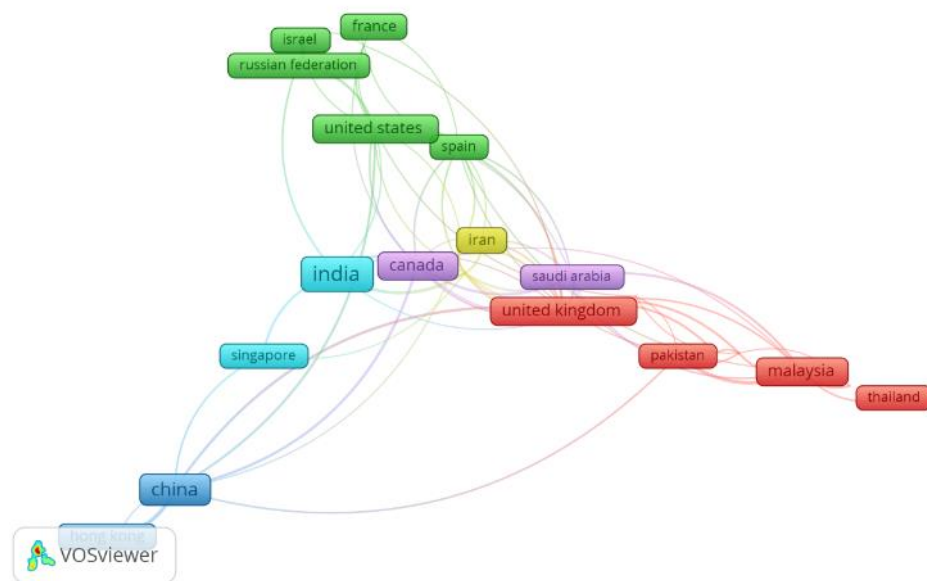 france
israel
russian federation
united states
spain
iran
canada
india
saudi arabia
united kingdom
singapore
pakistan
malaysia
thailand
china
hong kong
VOSviewer